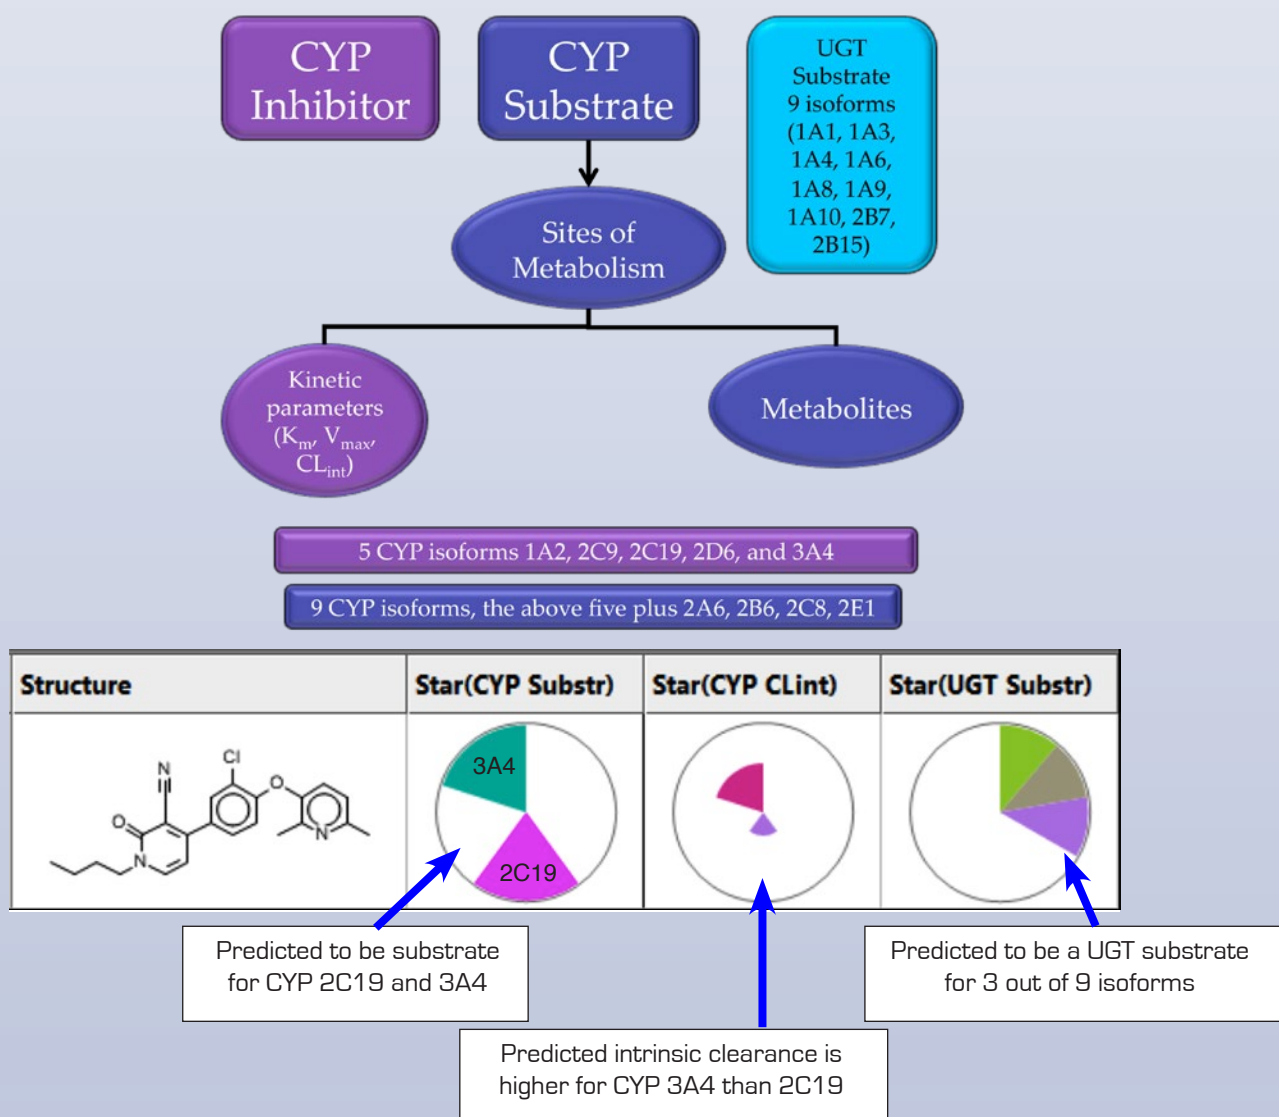 CYP
Inhibitor
CYP
Substrate
UGT
Substrate
9 isoforms
(1A1, 1A3,
1A4, 1A6,
1A8, 1A9,
1A10, 2B7,
2B15)
Sites of
Metabolism
Kinetic
parameters
(Km, Vmax,
CLint)
Metabolites
5 CYP isoforms 1A2, 2C9, 2C19, 2D6, and 3A4
9 CYP isoforms, the above five plus 2A6, 2B6, 2C8, 2E1
Structure
Star(CYP Substr)
Star(CYP CLint)
Star(UGT Substr)
N
Cl
O
O
N
N
3A4
2C19
Predicted to be substrate
for CYP 2C19 and 3A4
Predicted to be a UGT substrate
for 3 out of 9 isoforms
Predicted intrinsic clearance is
higher for CYP 3A4 than 2C19